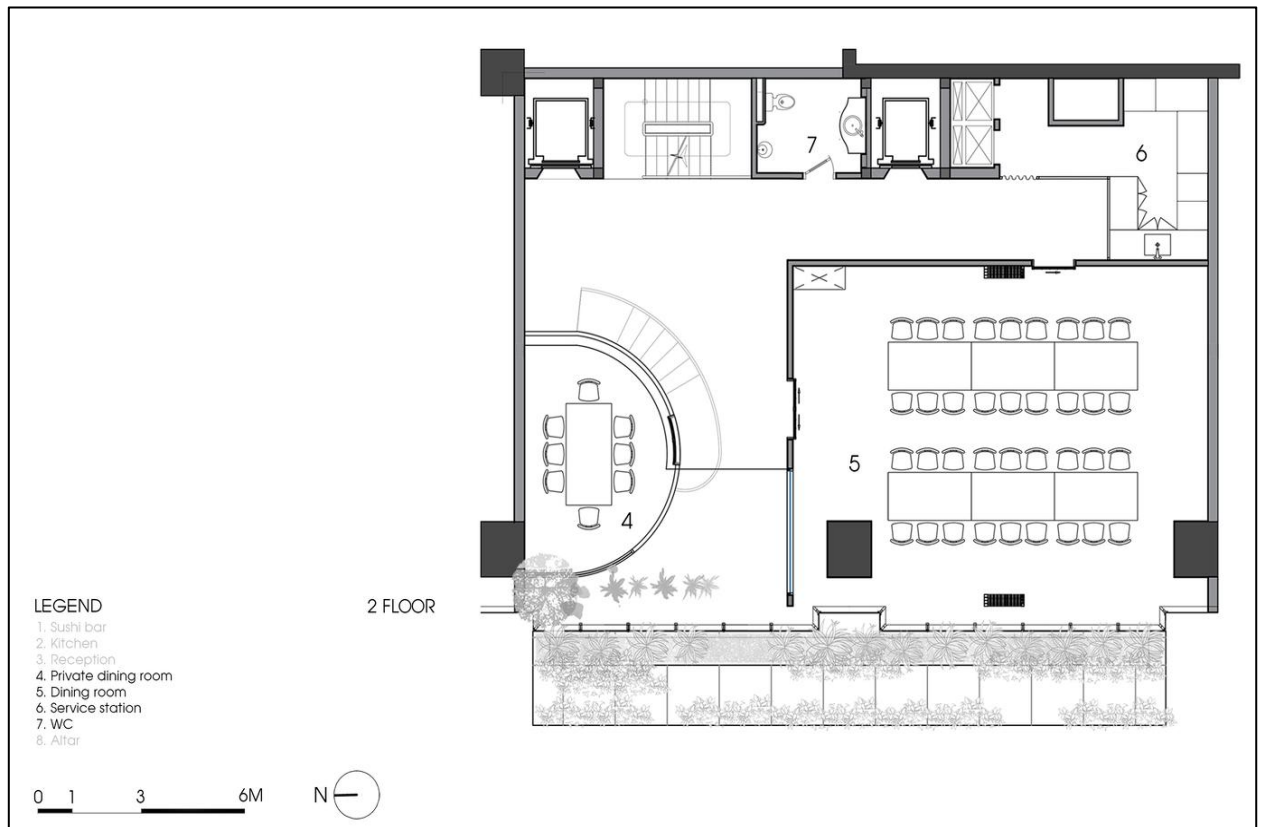 7
6
5
4
LEGEND
2 FLOOR
1. Sushi bar
2. Kitchen
3. Reception
4. Private dining room
5. Dining room
6. Service station
7. WC
8. Altar
0 1 3 6M
N